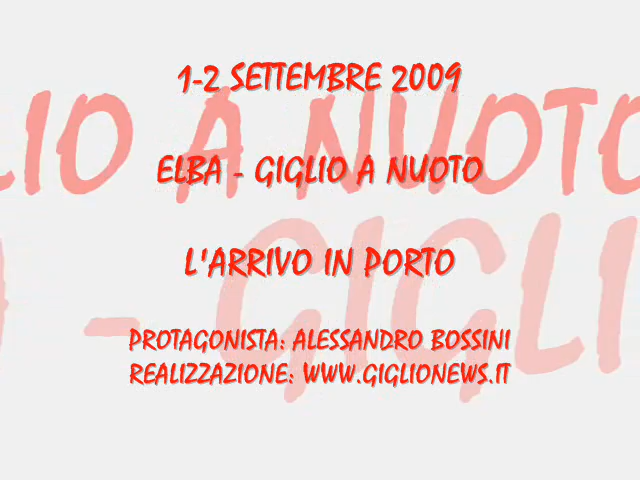 1-2 SETTEMBRE 2009
ELBA - GIGLIO A NUOTO
L'ARRIVO IN PORTO
PROTAGONISTA: ALESSANDRO BOSSINI
REALIZZAZIONE: WWW.GIGLIONEWS.IT